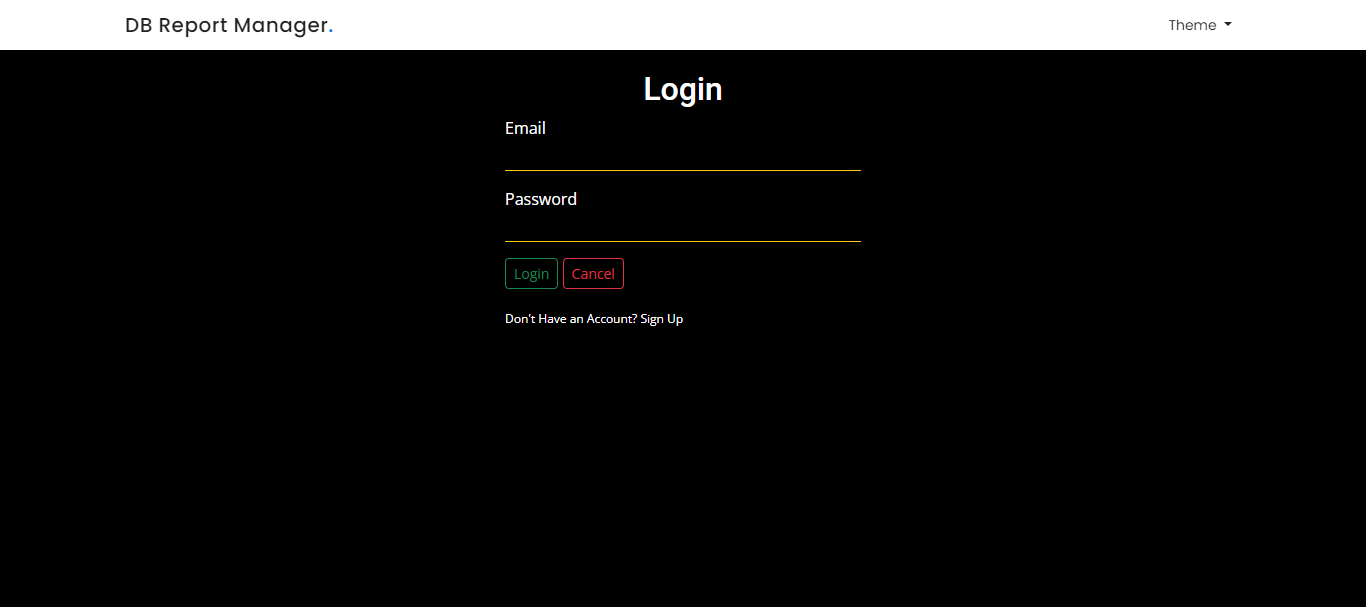 DB Report Manager. Theme
Login
Email
Password
Login Cancel
Don't Have an Account? Sign Up